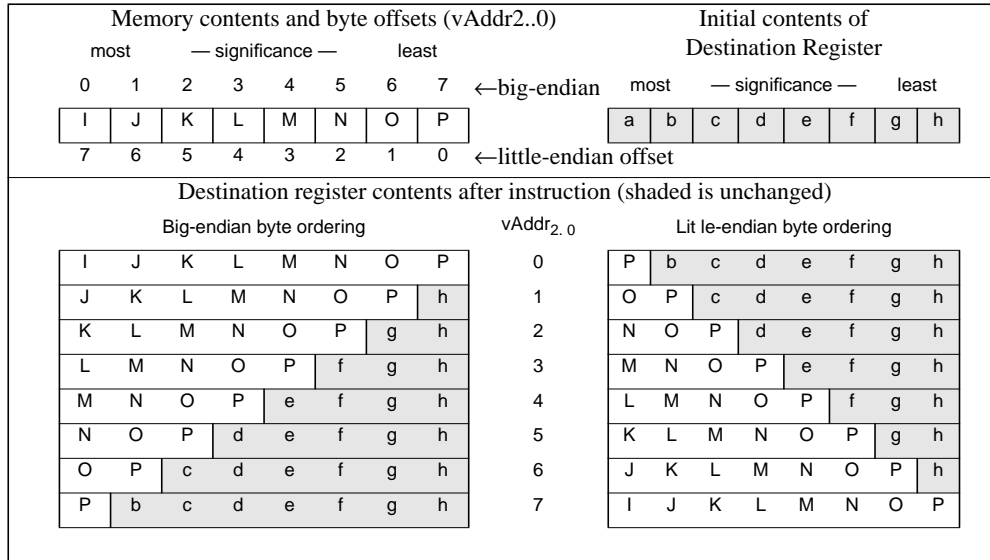 Memory contents and byte offsets (vAddr2..0)
Initial contents of
Destination Register
most — significance — least
0 1 2 3 4 5 6 7 ←big-endian
most — significance — least
I J K L M N O P
a b c d e f g h
7 6 5 4 3 2 1 0 ←little-endian offset
Destination register contents after instruction (shaded is unchanged)
Big-endian byte ordering vAddr2. 0 Lit le-endian byte ordering
I J K L M N O P 0 P b c d e f g h
J K L M N O P h 1 O P c d e f g h
K L M N O P g h 2 N O P d e f g h
L M N O P f g h 3 M N O P e f g h
M N O P e f g h 4 L M N O P f g h
N O P d e f g h 5 K L M N O P g h
O P c d e f g h 6 J K L M N O P h
P b c d e f g h 7 I J K L M N O P